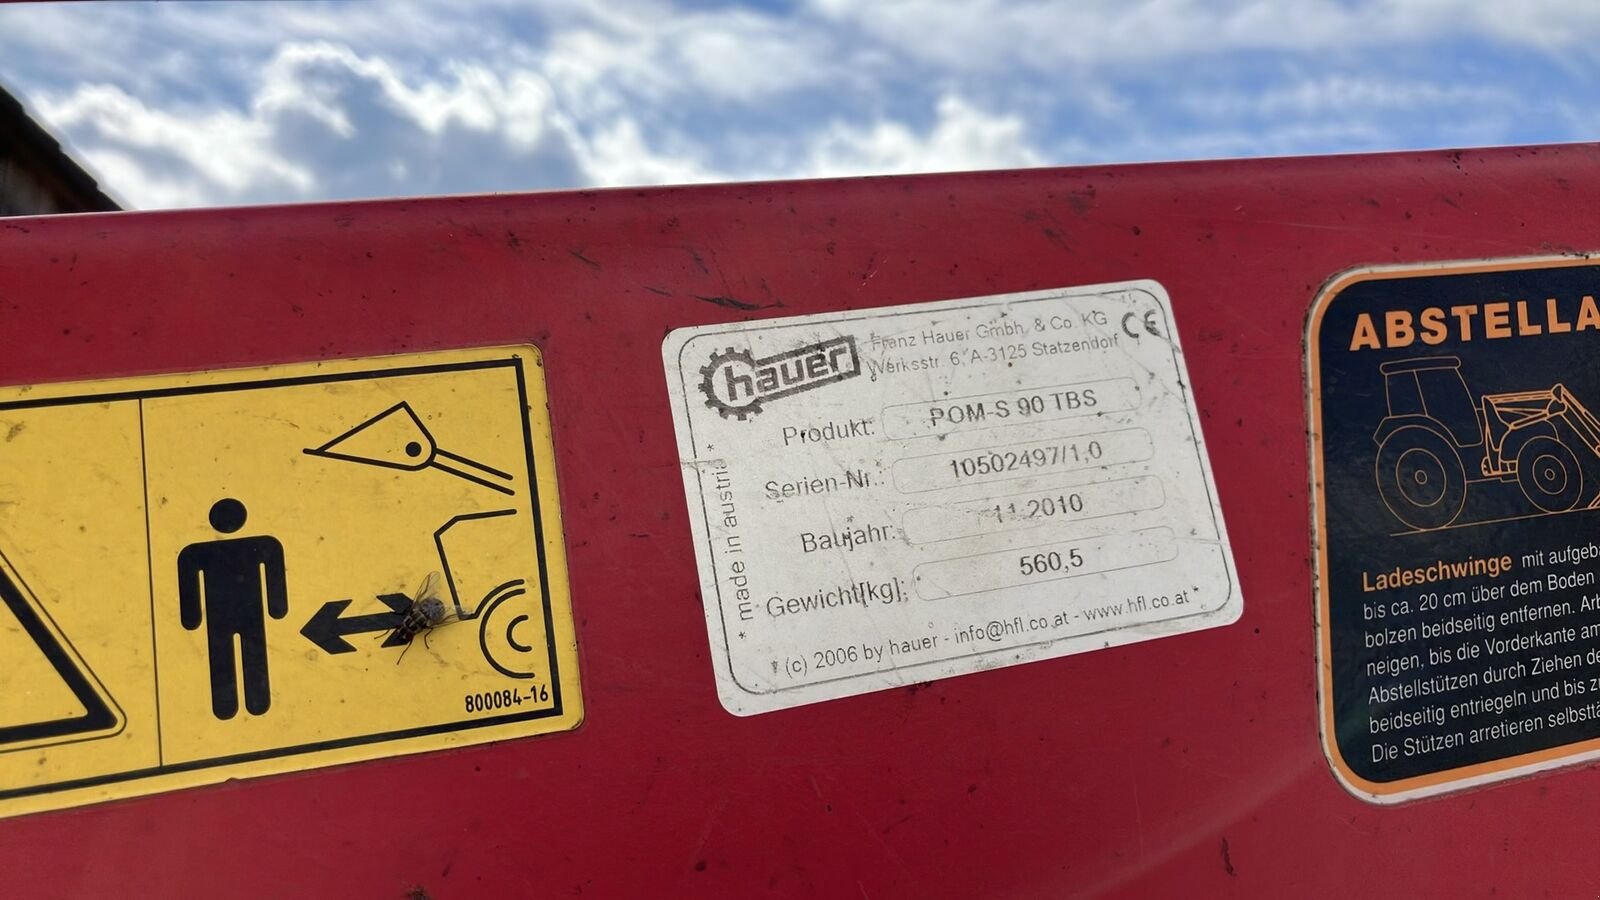 800084-16
hauer
Franz Hauer Gmbh. & Co. KG
Werksstr. 6, A-3125 Statzendorf
CE
Produkt: POM-S 90 TBS
Serien-Nr.: 10502497/1,0
Baujahr: 11.2010
Gewicht[kg]: 560,5
* made in austria *
* (c) 2006 by hauer - info@hfl.co.at - www.hfl.co.at *
ABSTELLA
Ladeschwinge mit aufgeba
bis ca. 20 cm über dem Boden
bolzen beidseitig entfernen. Arb
neigen, bis die Vorderkante am
Abstellstützen durch Ziehen de
beidseitig entriegeln und bis z
Die Stützen arretieren selbsttä